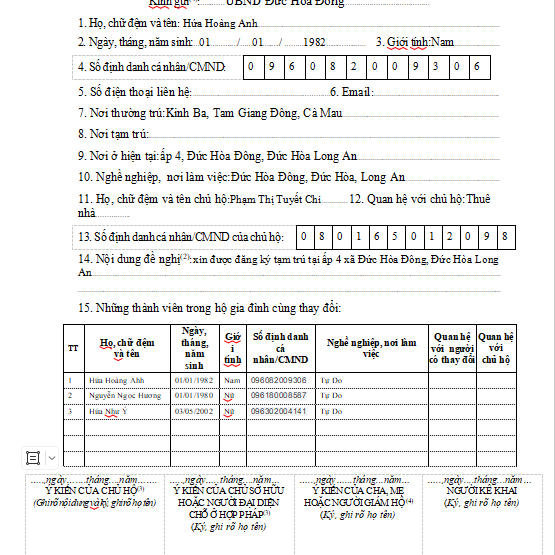 Kính gửi(1):............UBND Đức Hòa Đông............
1. Họ, chữ đệm và tên: Hứa Hoàng Anh
2. Ngày, tháng, năm sinh: 01 / 01 / 1982 3. Giới tính:Nam
4. Số định danh cá nhân/CMND: 0 9 6 0 8 2 0 0 9 3 0 6
5. Số điện thoại liên hệ: 6. Email:
7. Nơi thường trú:Kinh Ba, Tam Giang Đông, Cà Mau
8. Nơi tạm trú:
9. Nơi ở hiện tại:ấp 4, Đức Hòa Đông, Đức Hòa Long An
10. Nghề nghiệp, nơi làm việc:Đức Hòa Đông, Đức Hòa, Long An
11. Họ, chữ đệm và tên chủ hộ:Phạm Thị Tuyết Chi 12. Quan hệ với chủ hộ:Thuê
nhà
13. Số định danh cá nhân/CMND của chủ hộ: 0 8 0 1 6 5 0 1 2 0 9 8
14. Nội dung đề nghị(2): xin được đăng ký tạm trú tại ấp 4 xã Đức Hòa Đông, Đức Hòa Long
An
15. Những thành viên trong hộ gia đình cùng thay đổi:
TT Họ, chữ đệm và tên Ngày, tháng, năm sinh Giới tính Số định danh cá nhân/CMND Nghề nghiệp, nơi làm việc Quan hệ với người có thay đổi Quan hệ với chủ hộ
1 Hứa Hoàng Ahh 01/01/1982 Nam 096082009306 Tự Do
2 Nguyễn Ngọc Hương 01/01/1980 Nữ 096180008587 Tự Do
3 Hứa Như Ý 03/05/2002 Nữ 096302004141 Tự Do
.....,ngày.......tháng....năm....... .....,ngày.......tháng....năm... .....,ngày......tháng...năm... .....,ngày.......tháng....năm...
Ý KIẾN CỦA CHỦ HỘ(3) Ý KIẾN CỦA CHỦ SỞ HỮU Ý KIẾN CỦA CHA, MẸ NGƯỜI KÊ KHAI
(Ghi rõ nội dung và ký, ghi rõ họ tên) HOẶC NGƯỜI ĐẠI DIỆN HOẶC NGƯỜI GIÁM HỘ(4) (Ký, ghi rõ họ tên)
CHỖ Ở HỢP PHÁP(3) (Ký, ghi rõ họ tên)
(Ký, ghi rõ họ tên)